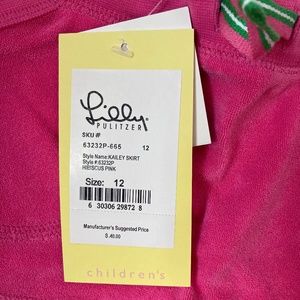 Lilly
PULITZER
SKU #
63232P-665 12
Style Name:KAILEY SKIRT
Style #:63232P
HIBISCUS PINK
Size: 12
6 30306 29872 8
Manufacturer's Suggested Price
$ .40.00
children's